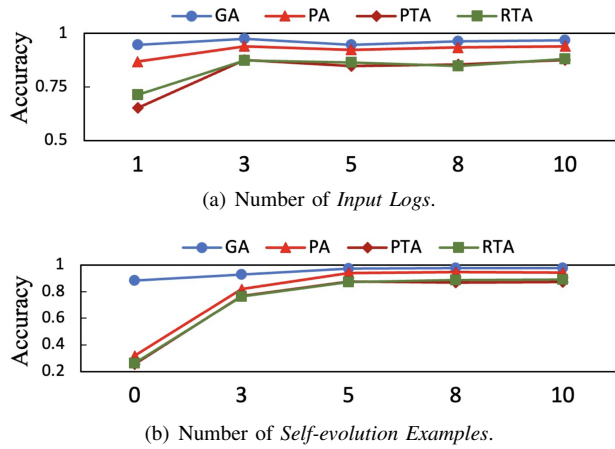 GA PA PTA RTA
Accuracy
1
0.75
0.5
1 3 5 8 10
(a) Number of Input Logs.
GA PA PTA RTA
Accuracy
1
0.8
0.6
0.4
0.2
0 3 5 8 10
(b) Number of Self-evolution Examples.